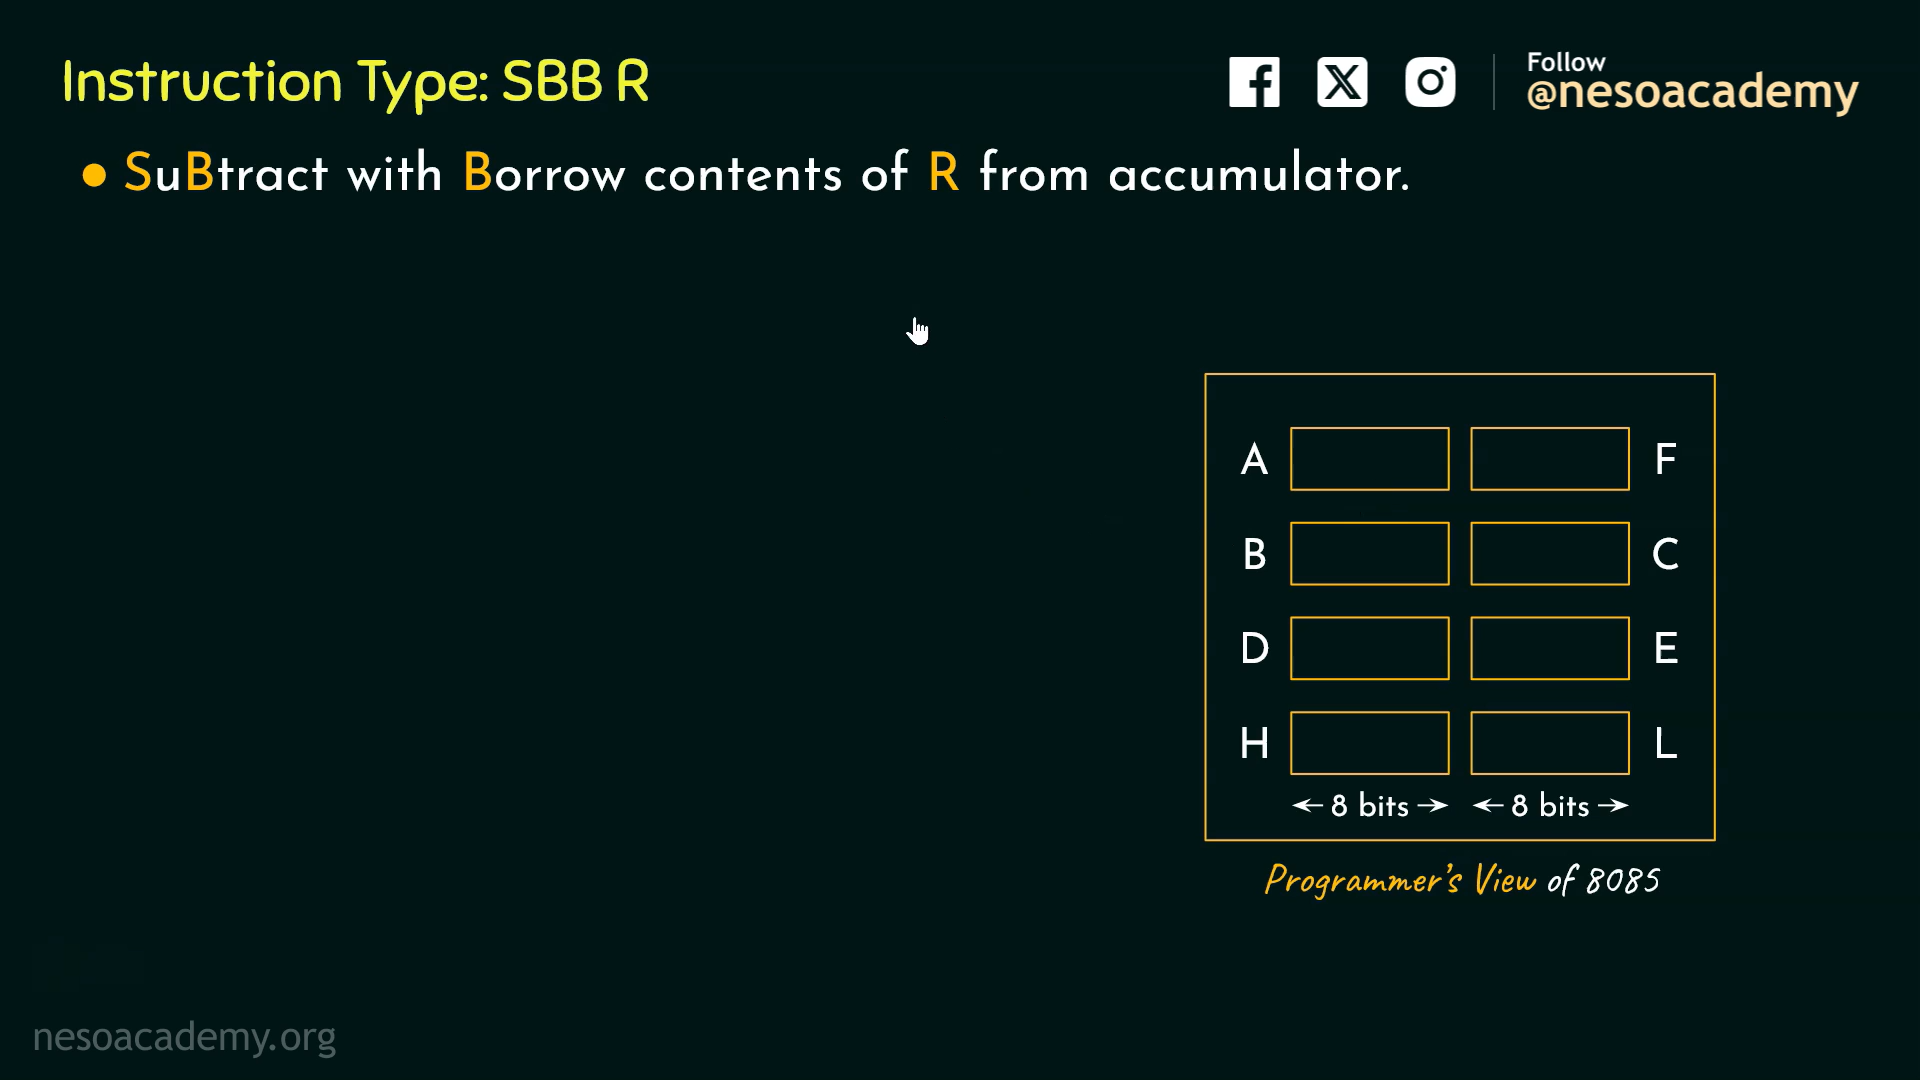 Instruction Type: SBB R
Follow
@nesoacademy
● SuBtract with Borrow contents of R from accumulator.
A F
B C
D E
H L
← 8 bits → ← 8 bits →
Programmer's View of 8085
nesoacademy.org